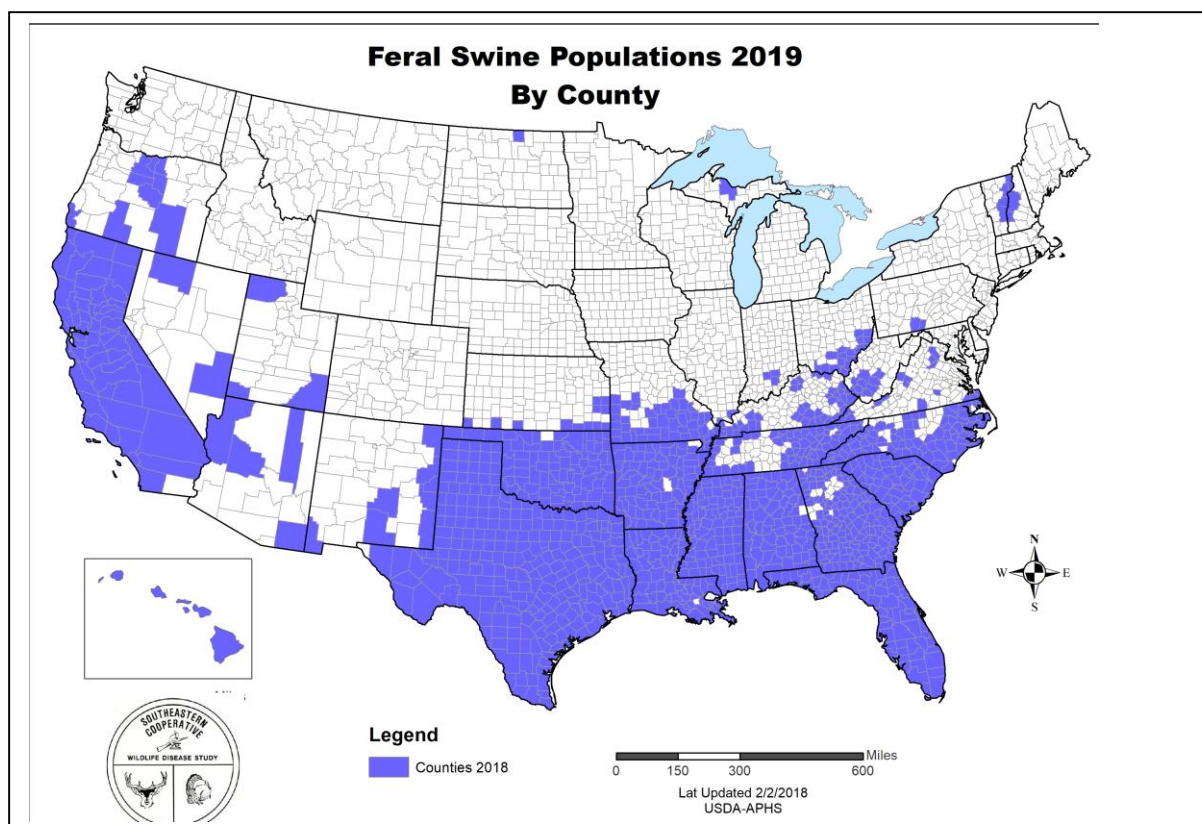 Feral Swine Populations 2019
By County
N
W
E
S
SOUTHEASTERN
COOPERATIVE
WILDLIFE DISEASE STUDY
Legend
Counties 2018
Miles
0 150 300 600
Lat Updated 2/2/2018
USDA-APHS